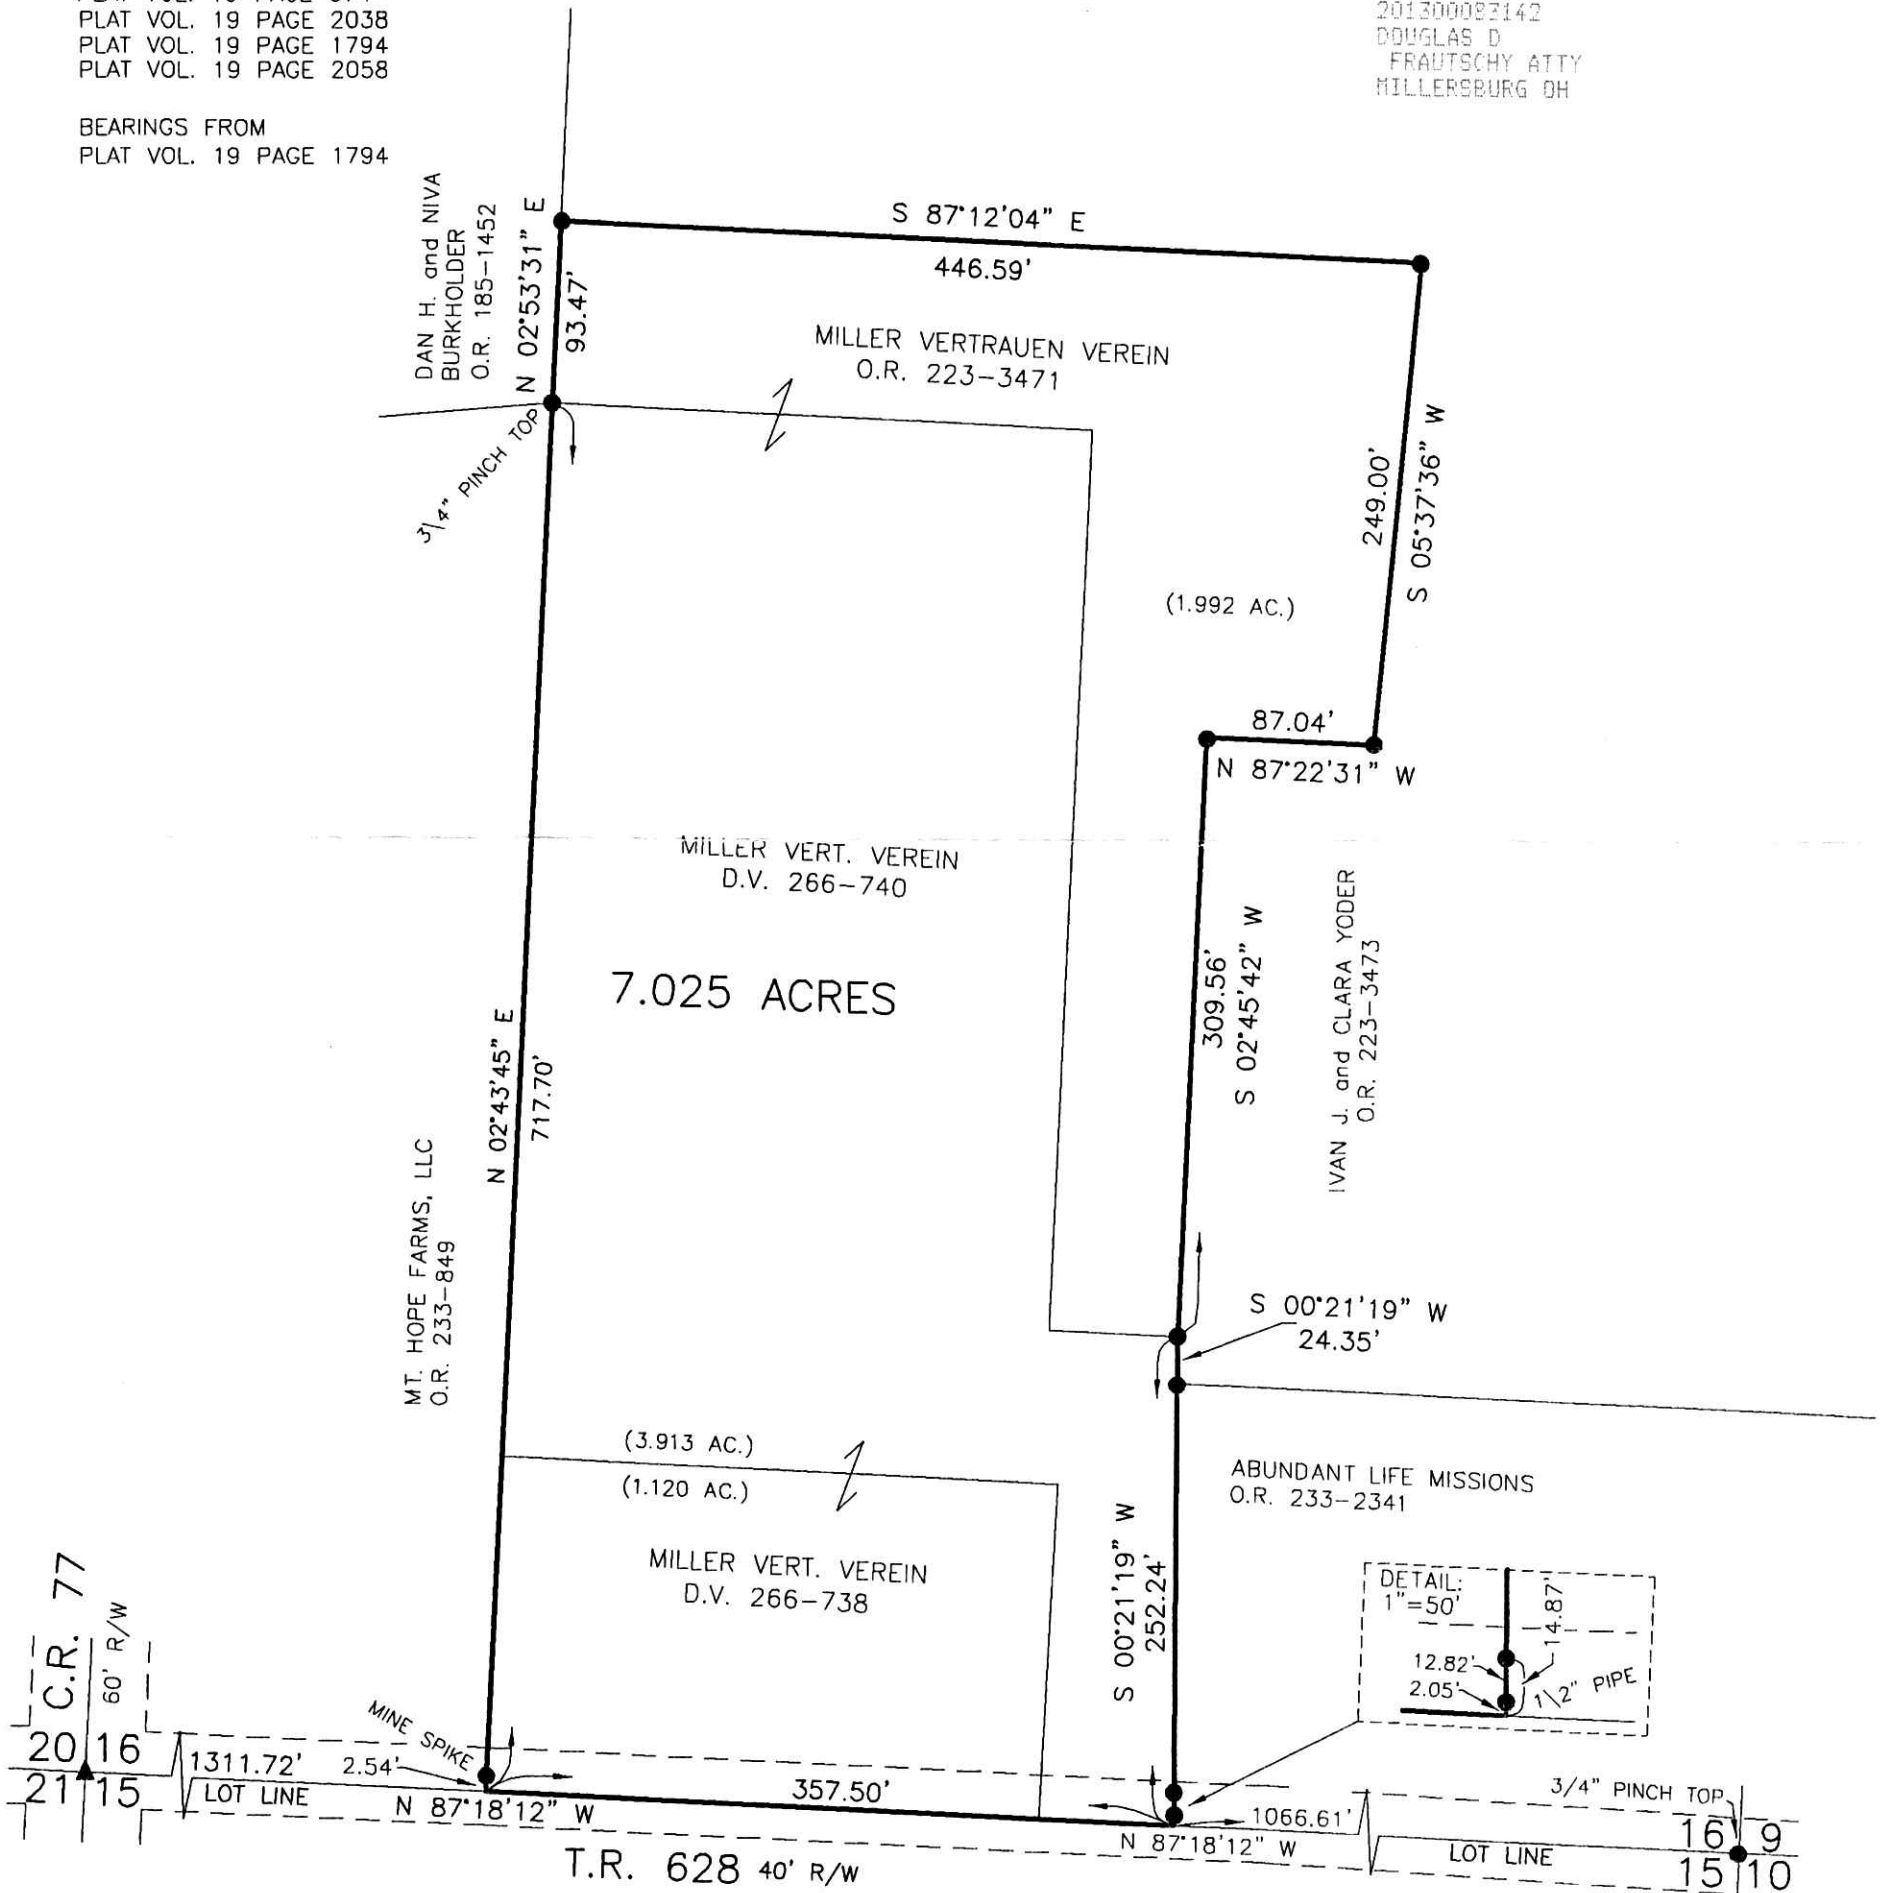 PLAT VOL. 19 PAGE 2038
PLAT VOL. 19 PAGE 1794
PLAT VOL. 19 PAGE 2058
BEARINGS FROM
PLAT VOL. 19 PAGE 1794
DOUGLAS D
FRAUTSCHY ATTY
MILLERSBURG OH
DAN H. and NIVA
BURKHOLDER
O.R. 185-1452
N 02°53'31" E
93.47'
S 87°12'04" E
446.59'
MILLER VERTRAUEN VEREIN
O.R. 223-3471
3/4" PINCH TOP
249.00'
S 05°37'36" W
(1.992 AC.)
87.04'
N 87°22'31" W
MILLER VERT. VEREIN
D.V. 266-740
7.025 ACRES
309.56'
S 02°45'42" W
IVAN J. and CLARA YODER
O.R. 223-3473
N 02°43'45" E
717.70'
MT. HOPE FARMS, LLC
O.R. 233-849
S 00°21'19" W
24.35'
(3.913 AC.)
(1.120 AC.)
MILLER VERT. VEREIN
D.V. 266-738
ABUNDANT LIFE MISSIONS
O.R. 233-2341
S 00°21'19" W
252.24'
DETAIL:
1"=50'
14.87'
12.82'
2.05'
1\2" PIPE
C.R. 77
60' R/W
20 16
21 15
1311.72'
LOT LINE
2.54'
MINE SPIKE
N 87°18'12" W
357.50'
1066.61'
N 87°18'12" W
LOT LINE
3/4" PINCH TOP
16 9
15 10
T.R. 628 40' R/W